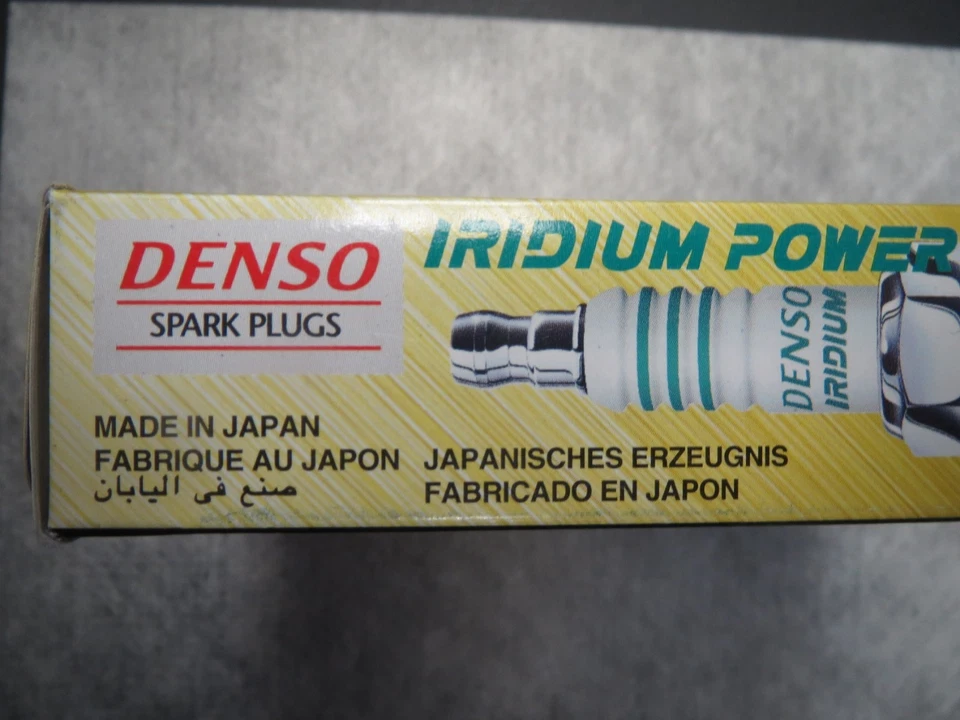 DENSO
SPARK PLUGS
IRIDIUM POWER
DENSO
IRIDIUM
MADE IN JAPAN
FABRIQUE AU JAPON
صنع في اليابان
JAPANISCHES ERZEUGNIS
FABRICADO EN JAPON